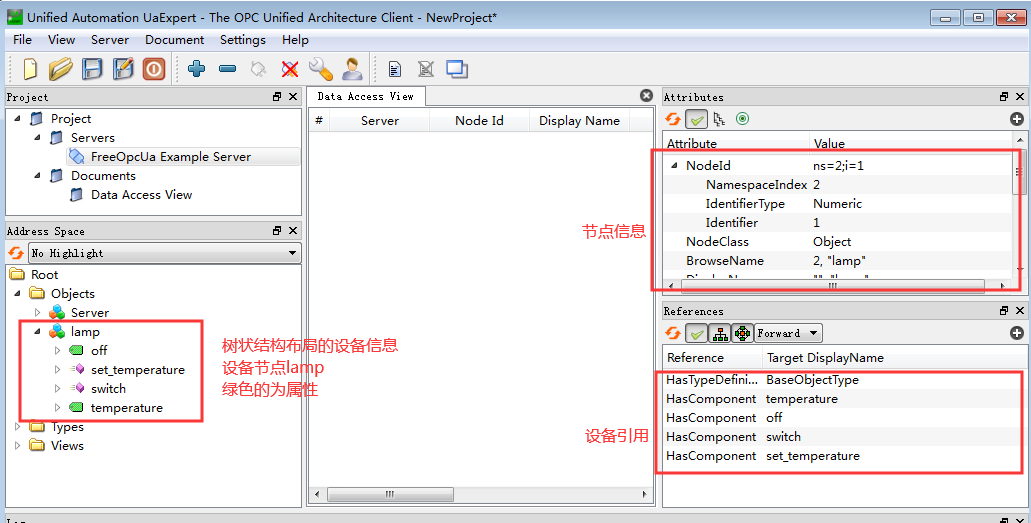 Unified Automation UaExpert - The OPC Unified Architecture Client - NewProject*
File View Server Document Settings Help
Project
Project
Servers
FreeOpcUa Example Server
Documents
Data Access View
Address Space
No Highlight
Root
Objects
Server
lamp
off
set_temperature
switch
temperature
Types
Views
树状结构布局的设备信息
设备节点lamp
绿色的为属性
Data Access View
# Server Node Id Display Name
节点信息
设备引用
Attributes
Attribute Value
NodeId ns=2;i=1
NamespaceIndex 2
IdentifierType Numeric
Identifier 1
NodeClass Object
BrowseName 2, "lamp"
References
Forward
Reference Target DisplayName
HasTypeDefini... BaseObjectType
HasComponent temperature
HasComponent off
HasComponent switch
HasComponent set_temperature